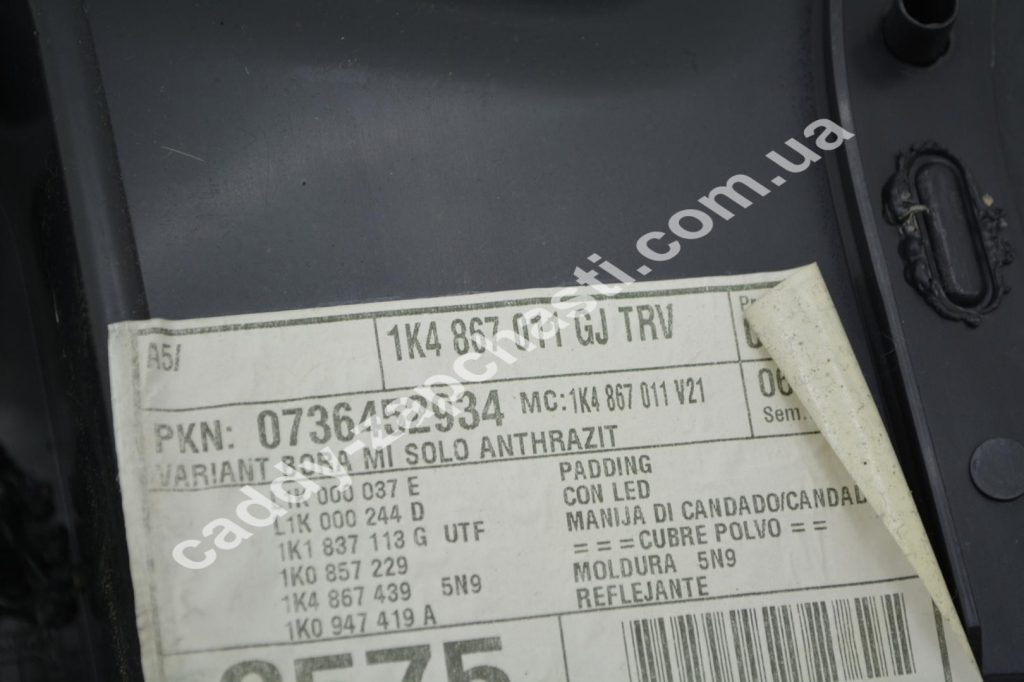 A5/
1K4 867 011 GJ TRV
PKN: 0736452934
MC:1K4 867 011 V21
06
Sem.
VARIANT BORA MI SOLO ANTHRAZIT
000 037 E
L1K 000 244 D
1K1 837 113 G UTF
1K0 857 229
1K4 867 439 5N9
1K0 947 419 A
PADDING
CON LED
MANIJA DI CANDADO/CANDAD
===CUBRE POLVO==
MOLDURA 5N9
REFLEJANTE
caddy-zapchasti.com.ua